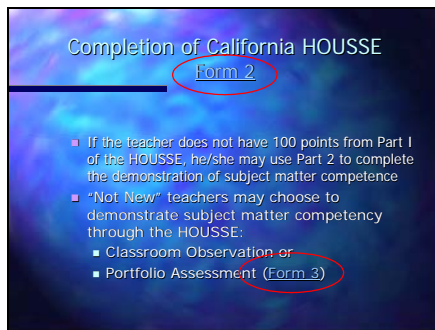 Completion of California HOUSSE
Form 2
If the teacher does not have 100 points from Part I
of the HOUSSE, he/she may use Part 2 to complete
the demonstration of subject matter competence
"Not New" teachers may choose to
demonstrate subject matter competency
through the HOUSSE:
Classroom Observation or
Portfolio Assessment (Form 3)